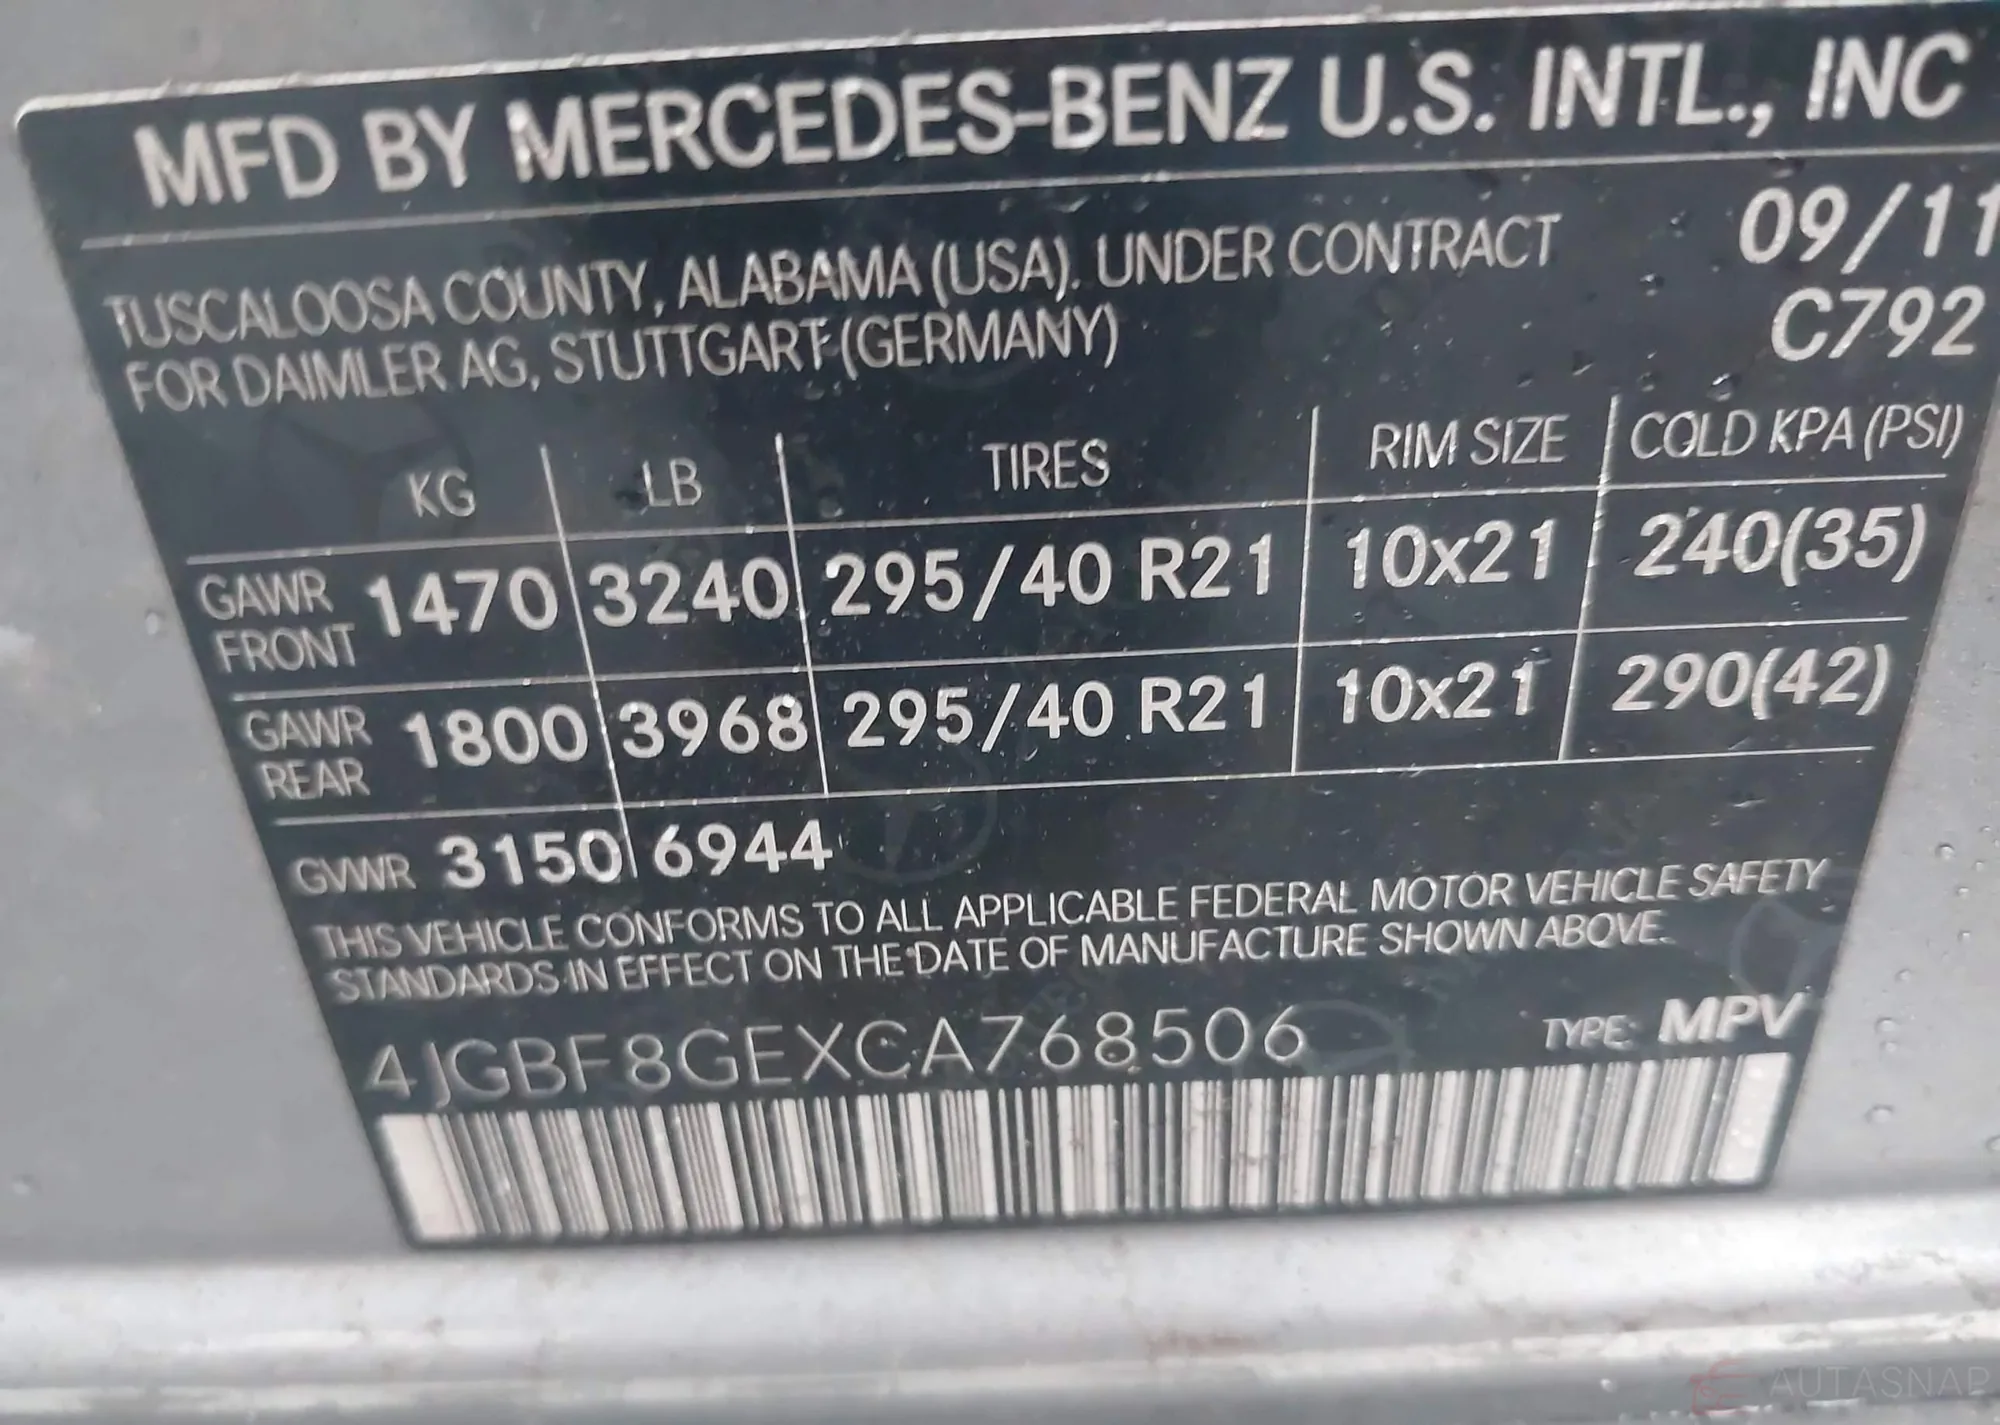 MFD BY MERCEDES-BENZ U.S. INTL., INC
TUSCALOOSA COUNTY, ALABAMA (USA). UNDER CONTRACT
FOR DAIMLER AG, STUTTGART (GERMANY)
09/11
C792
KG LB TIRES RIM SIZE COLD KPA (PSI)
GAWR FRONT 1470 3240 295/40 R21 10x21 240(35)
GAWR REAR 1800 3968 295/40 R21 10x21 290(42)
GVWR 3150 6944
THIS VEHICLE CONFORMS TO ALL APPLICABLE FEDERAL MOTOR VEHICLE SAFETY
STANDARDS IN EFFECT ON THE DATE OF MANUFACTURE SHOWN ABOVE.
4JGBF8GEXCA768506 TYPE: MPV
AUTASNAP